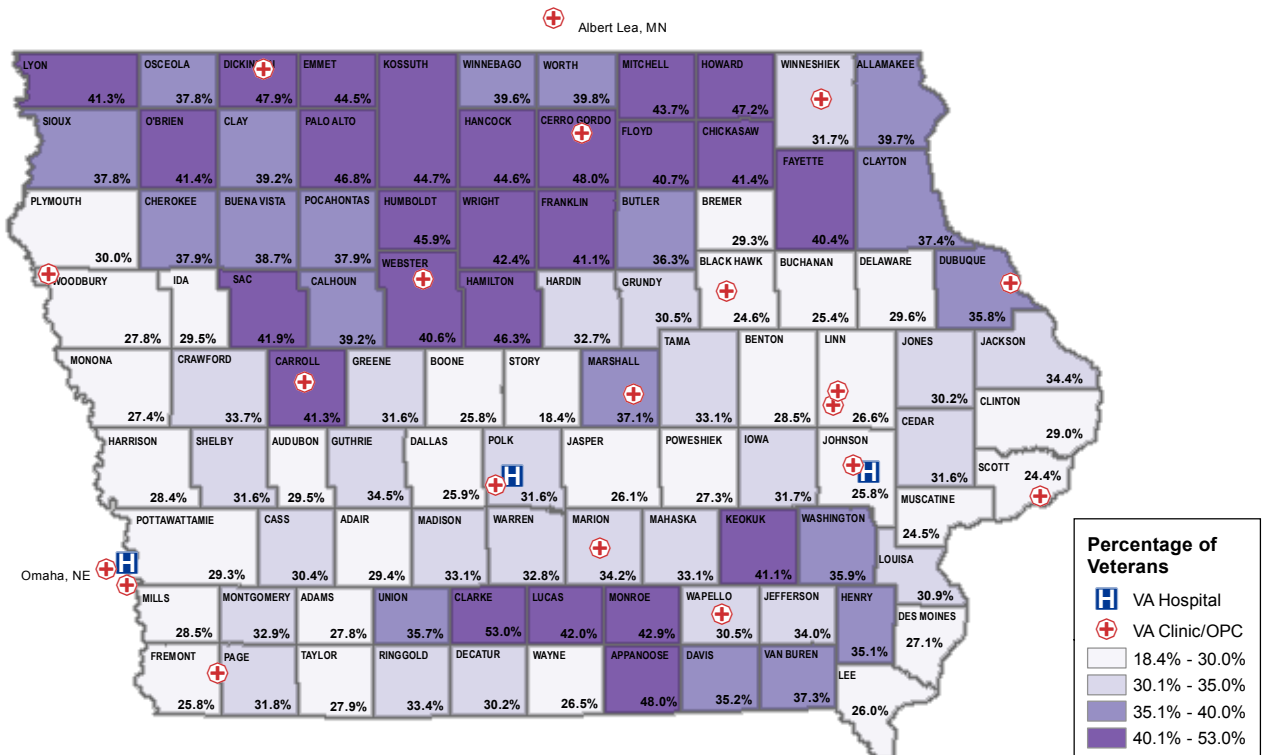 Albert Lea, MN
LYON
41.3%
OSCEOLA
37.8%
DICKINSON
47.9%
EMMET
44.5%
KOSSUTH
44.7%
WINNEBAGO
39.6%
WORTH
39.8%
MITCHELL
43.7%
HOWARD
47.2%
WINNESHIEK
31.7%
ALLAMAKEE
39.7%
SIOUX
37.8%
O'BRIEN
41.4%
CLAY
39.2%
PALO ALTO
46.8%
HANCOCK
44.6%
CERRO GORDO
48.0%
FLOYD
40.7%
CHICKASAW
41.4%
FAYETTE
40.4%
CLAYTON
37.4%
PLYMOUTH
30.0%
CHEROKEE
37.9%
BUENA VISTA
38.7%
POCAHONTAS
37.9%
HUMBOLDT
45.9%
WRIGHT
42.4%
FRANKLIN
41.1%
BUTLER
36.3%
BREMER
29.3%
WOODBURY
27.8%
IDA
29.5%
SAC
41.9%
CALHOUN
39.2%
WEBSTER
40.6%
HAMILTON
46.3%
HARDIN
32.7%
GRUNDY
30.5%
BLACK HAWK
24.6%
BUCHANAN
25.4%
DELAWARE
29.6%
DUBUQUE
35.8%
MONONA
27.4%
CRAWFORD
33.7%
CARROLL
41.3%
GREENE
31.6%
BOONE
25.8%
STORY
18.4%
MARSHALL
37.1%
TAMA
33.1%
BENTON
28.5%
LINN
26.6%
JONES
30.2%
JACKSON
34.4%
CLINTON
29.0%
HARRISON
28.4%
SHELBY
31.6%
AUDUBON
29.5%
GUTHRIE
34.5%
DALLAS
25.9%
POLK
31.6%
JASPER
26.1%
POWESHIEK
27.3%
IOWA
31.7%
JOHNSON
25.8%
CEDAR
31.6%
SCOTT
24.4%
MUSCATINE
24.5%
POTTAWATTAMIE
29.3%
CASS
30.4%
ADAIR
29.4%
MADISON
33.1%
WARREN
32.8%
MARION
34.2%
MAHASKA
33.1%
KEOKUK
41.1%
WASHINGTON
35.9%
LOUISA
30.9%
Omaha, NE
MILLS
28.5%
MONTGOMERY
32.9%
ADAMS
27.8%
UNION
35.7%
CLARKE
53.0%
LUCAS
42.0%
MONROE
42.9%
WAPELLO
30.5%
JEFFERSON
34.0%
HENRY
35.1%
DES MOINES
27.1%
FREMONT
25.8%
PAGE
31.8%
TAYLOR
27.9%
RINGGOLD
33.4%
DECATUR
30.2%
WAYNE
26.5%
APPANOOSE
48.0%
DAVIS
35.2%
VAN BUREN
37.3%
LEE
26.0%
Percentage of
Veterans
H VA Hospital
VA Clinic/OPC
18.4% - 30.0%
30.1% - 35.0%
35.1% - 40.0%
40.1% - 53.0%